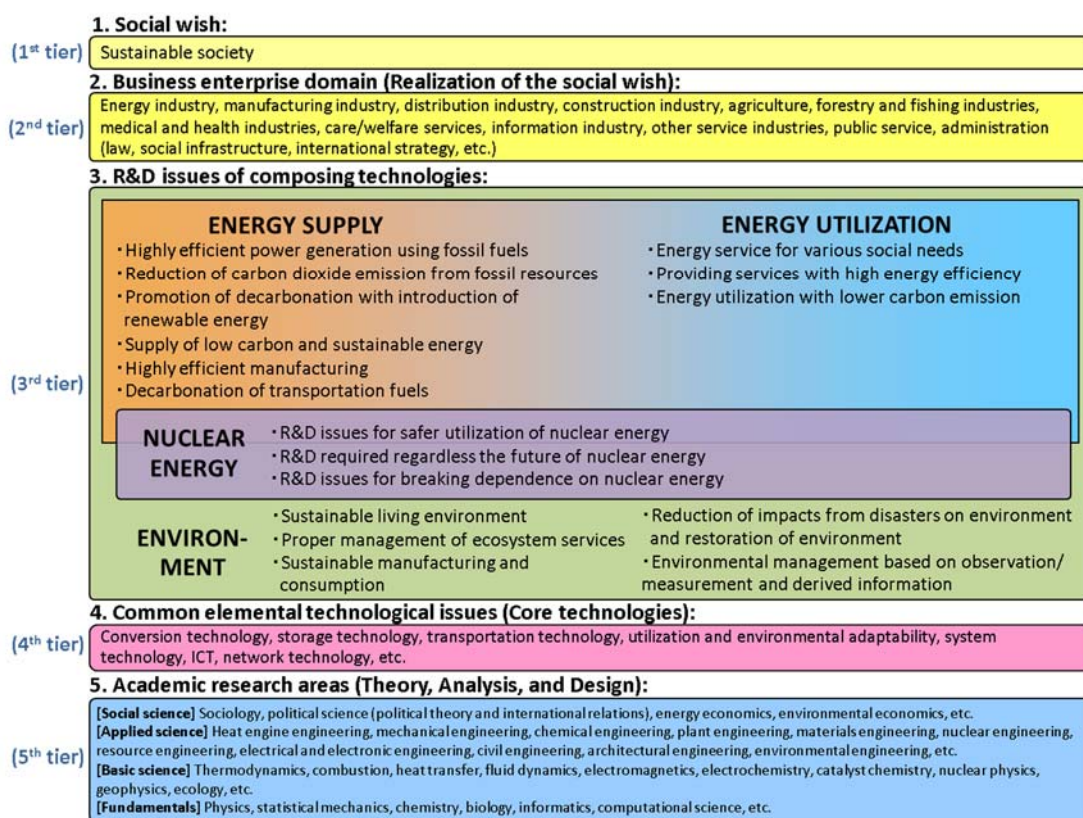 1. Social wish:
(1st tier)
Sustainable society
2. Business enterprise domain (Realization of the social wish):
(2nd tier)
Energy industry, manufacturing industry, distribution industry, construction industry, agriculture, forestry and fishing industries,
medical and health industries, care/welfare services, information industry, other service industries, public service, administration
(law, social infrastructure, international strategy, etc.)
3. R&D issues of composing technologies:
(3rd tier)
ENERGY SUPPLY
・Highly efficient power generation using fossil fuels
・Reduction of carbon dioxide emission from fossil resources
・Promotion of decarbonation with introduction of
renewable energy
・Supply of low carbon and sustainable energy
・Highly efficient manufacturing
・Decarbonation of transportation fuels
ENERGY UTILIZATION
・Energy service for various social needs
・Providing services with high energy efficiency
・Energy utilization with lower carbon emission
NUCLEAR
ENERGY
・R&D issues for safer utilization of nuclear energy
・R&D required regardless the future of nuclear energy
・R&D issues for breaking dependence on nuclear energy
ENVIRON-
MENT
・Sustainable living environment
・Proper management of ecosystem services
・Sustainable manufacturing and
consumption
・Reduction of impacts from disasters on environment
and restoration of environment
・Environmental management based on observation/
measurement and derived information
4. Common elemental technological issues (Core technologies):
(4th tier)
Conversion technology, storage technology, transportation technology, utilization and environmental adaptability, system
technology, ICT, network technology, etc.
5. Academic research areas (Theory, Analysis, and Design):
(5th tier)
[Social science] Sociology, political science (political theory and international relations), energy economics, environmental economics, etc.
[Applied science] Heat engine engineering, mechanical engineering, chemical engineering, plant engineering, materials engineering, nuclear engineering,
resource engineering, electrical and electronic engineering, civil engineering, architectural engineering, environmental engineering, etc.
[Basic science] Thermodynamics, combustion, heat transfer, fluid dynamics, electromagnetics, electrochemistry, catalyst chemistry, nuclear physics,
geophysics, ecology, etc.
[Fundamentals] Physics, statistical mechanics, chemistry, biology, informatics, computational science, etc.